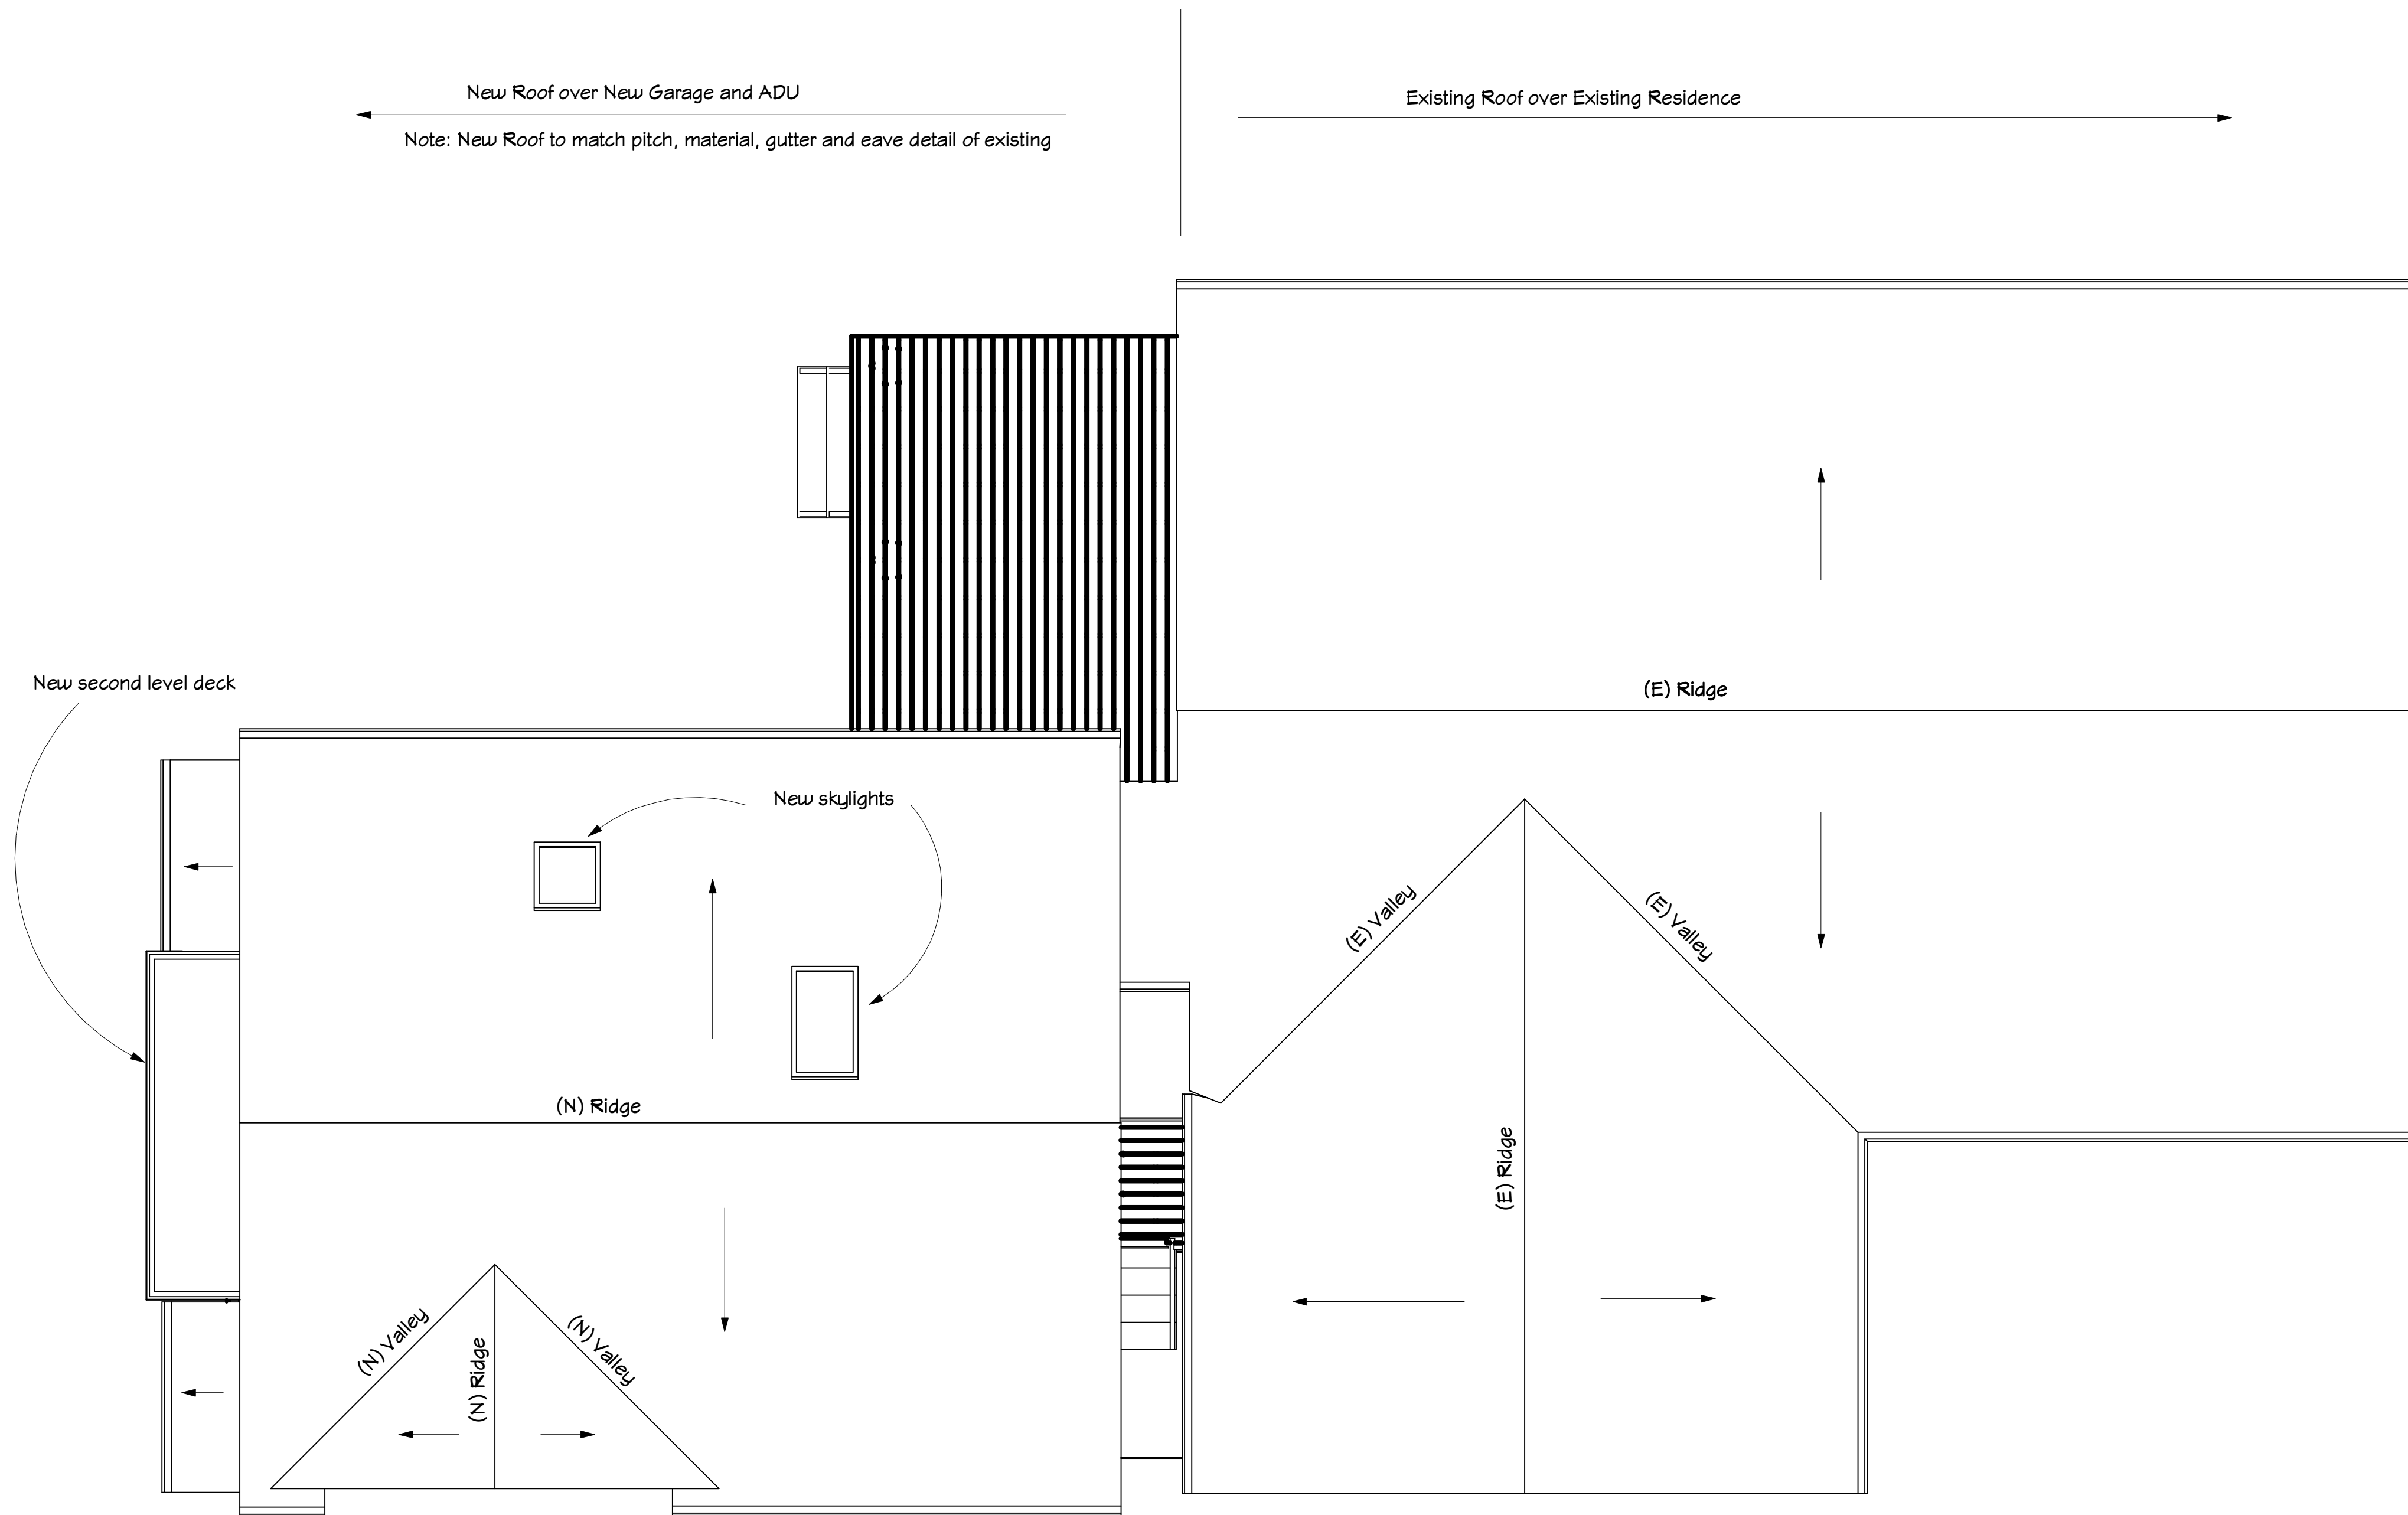 New Roof over New Garage and ADU
Note: New Roof to match pitch, material, gutter and eave detail of existing
Existing Roof over Existing Residence
New second level deck
(E) Ridge
New skylights
(E) Valley
(E) Valley
(N) Ridge
(E) Ridge
(N) Valley
(N) Ridge
(N) Valley